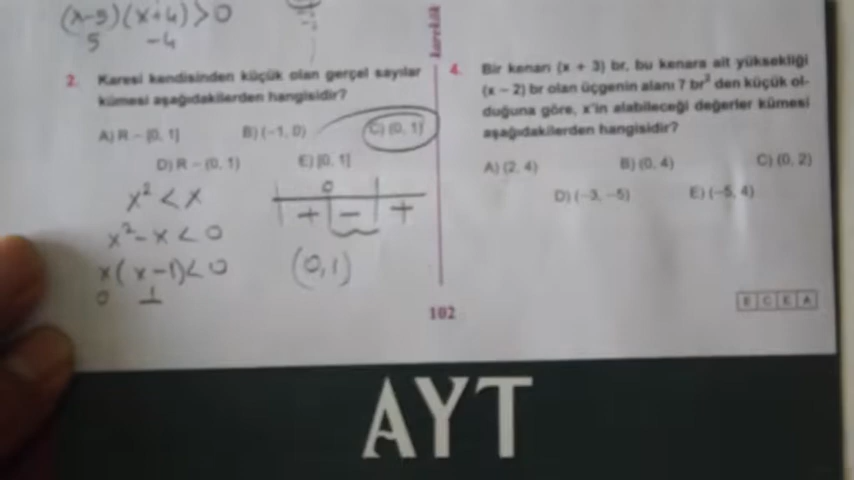 (x-5)(x+4)>0
5 -4
2. Karesi kendisinden küçük olan gerçel sayılar
kümesi aşağıdakilerden hangisidir?
A) R - [0, 1] B) (-1, 0) C) (0, 1)
D) R - (0, 1) E) [0, 1]
x² < x
x² - x < 0
x(x-1)<0
0 1
0
+ - +
(0,1)
karekök
4. Bir kenarı (x + 3) br, bu kenara ait yüksekliği
(x - 2) br olan üçgenin alanı 7 br² den küçük ol-
duğuna göre, x'in alabileceği değerler kümesi
aşağıdakilerden hangisidir?
A) (2, 4) B) (0, 4) C) (0, 2)
D) (-3, -5) E) (-5, 4)
102
E C E A
AYT